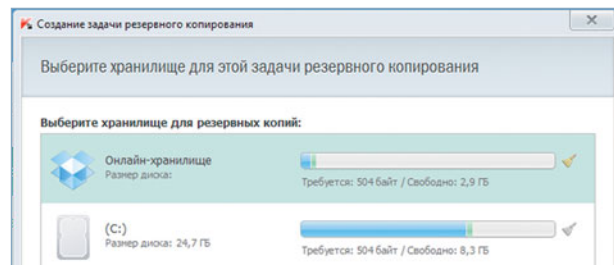 Создание задачи резервного копирования
Выберите хранилище для этой задачи резервного копирования
Выберите хранилище для резервных копий:
Онлайн-хранилище
Размер диска:
Требуется: 504 байт / Свободно: 2,9 ГБ
(C:)
Размер диска: 24,7 ГБ
Требуется: 504 байт / Свободно: 8,3 ГБ